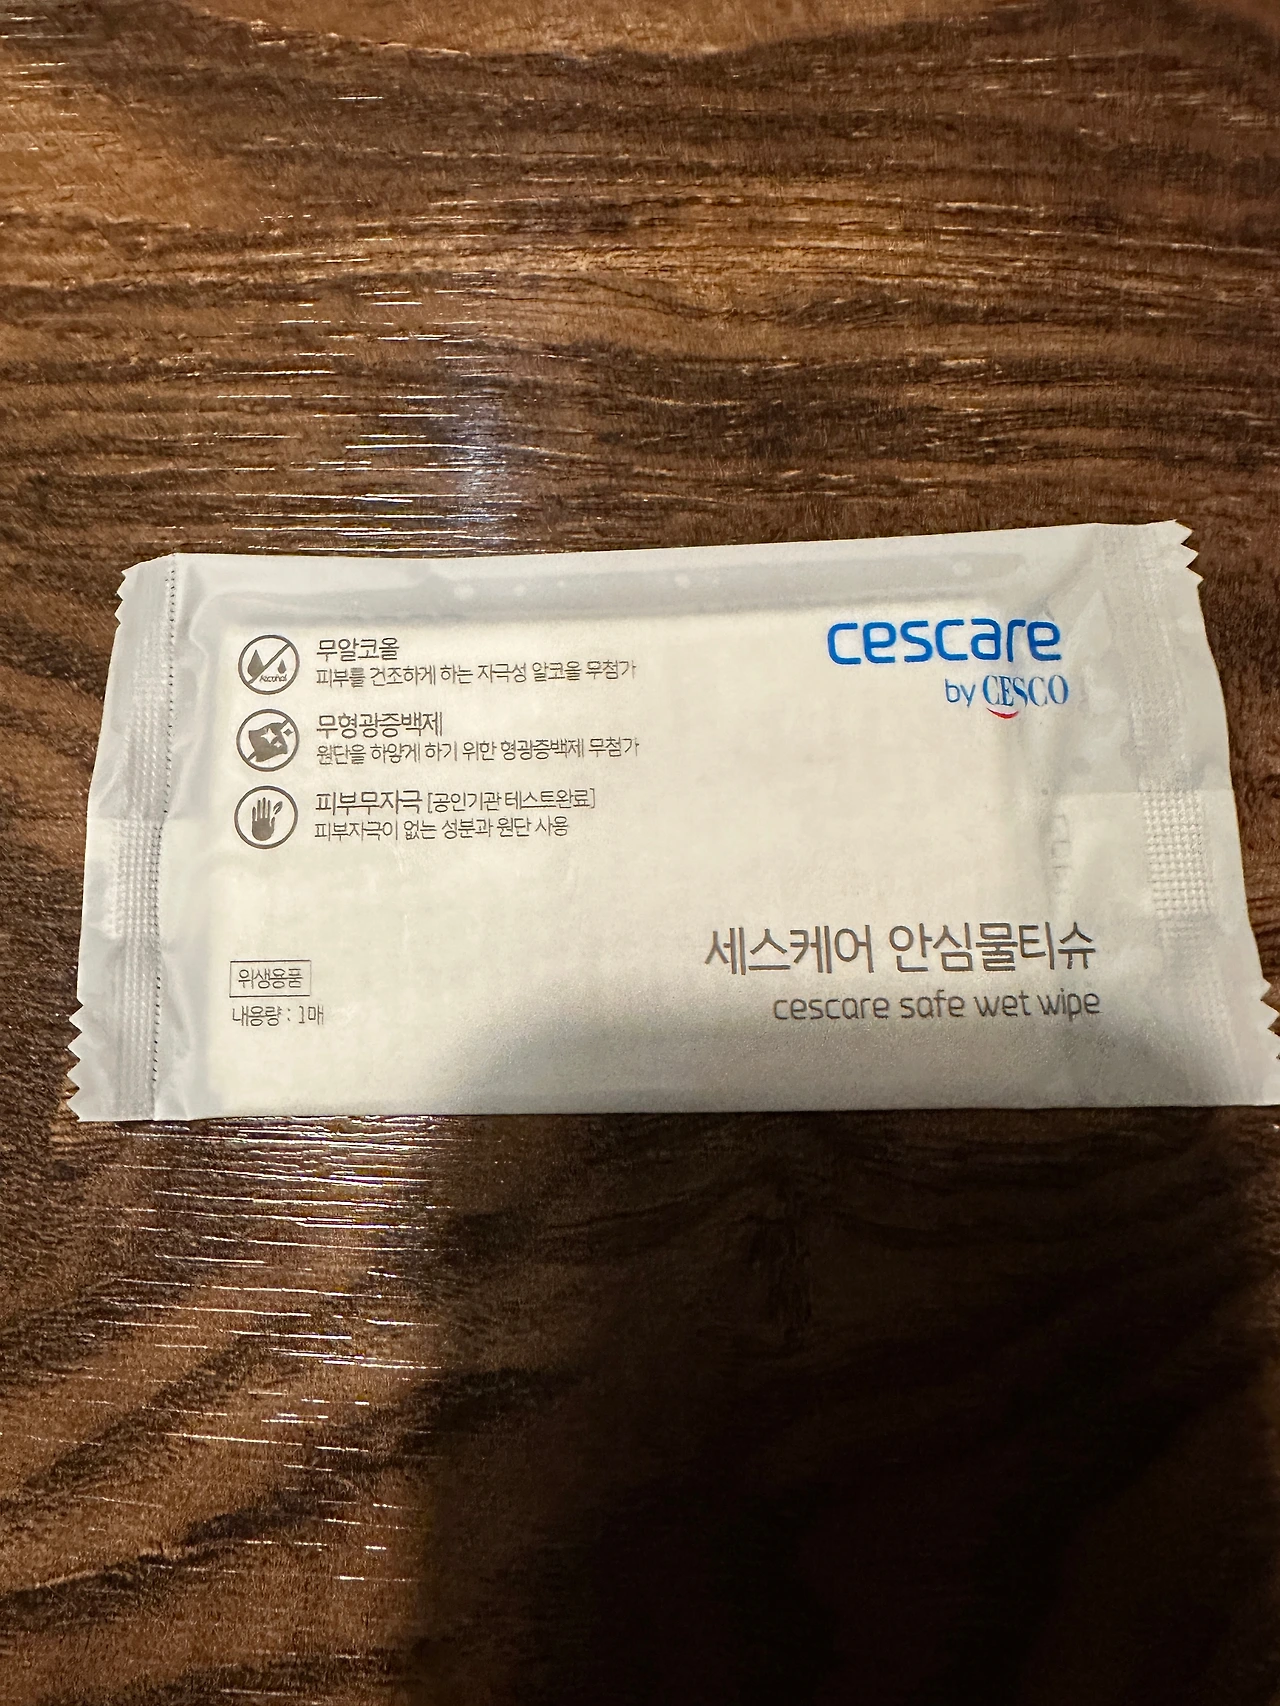 무알코올
피부를 건조하게 하는 자극성 알코올 무첨가
Alcohol
무형광증백제
원단을 하얗게 하기 위한 형광증백제 무첨가
피부무자극 [공인기관 테스트완료]
피부자극이 없는 성분과 원단 사용
cescare
by CESCO
세스케어 안심물티슈
cescare safe wet wipe
위생용품
내용량 : 1매